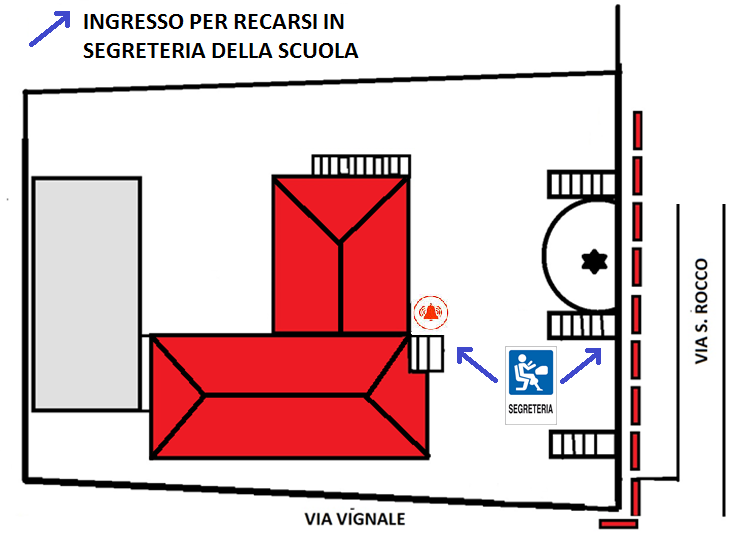 INGRESSO PER RECARSI IN
SEGRETERIA DELLA SCUOLA
SEGRETERIA
VIA S. ROCCO
VIA VIGNALE